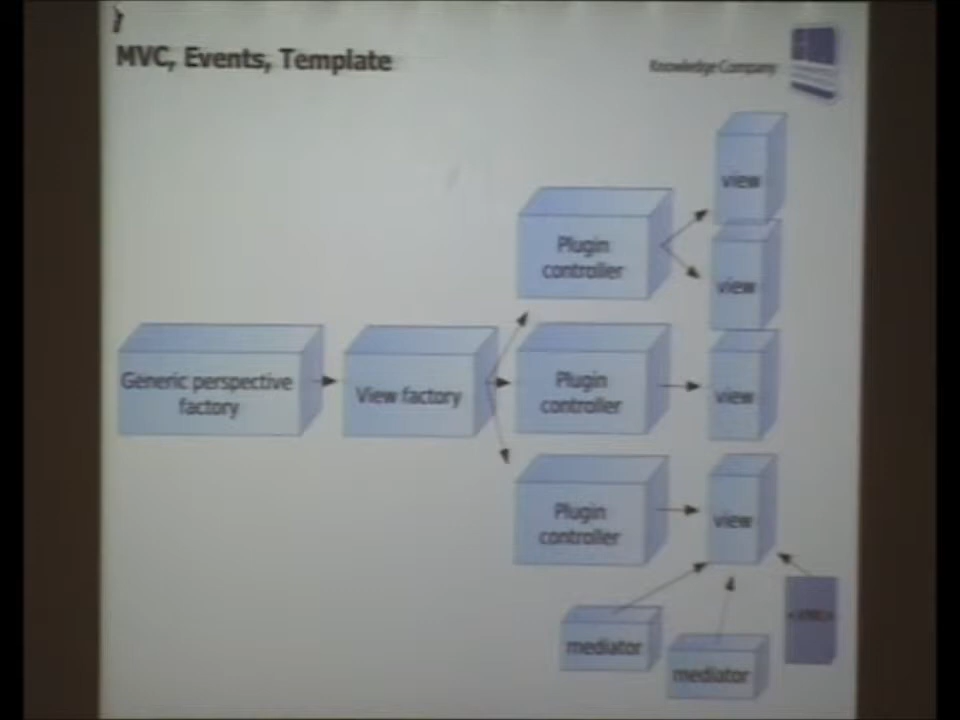 MVC, Events, Template
Knowledge Company
view
Plugin
controller
view
Generic perspective
factory
View factory
Plugin
controller
view
Plugin
controller
view
mediator
mediator